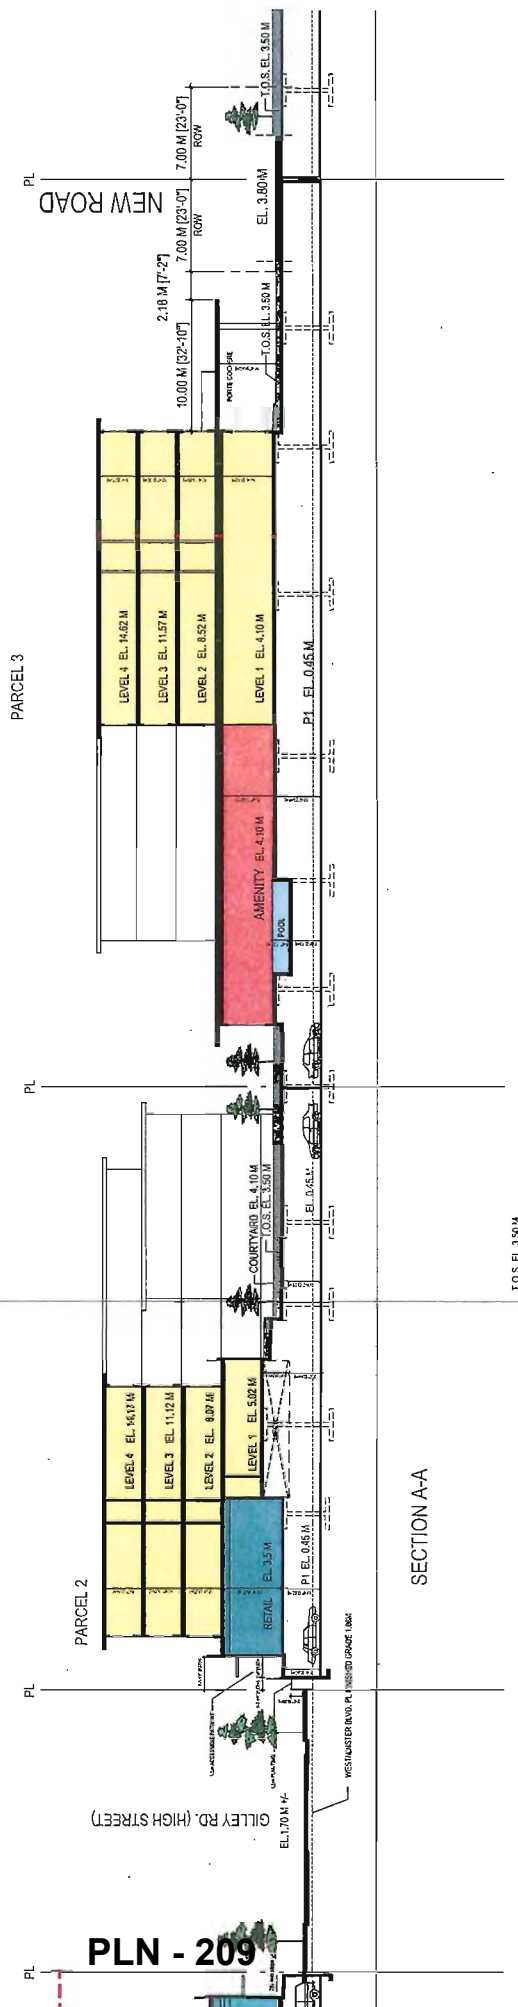 PARCEL 3
PL
NEW ROAD
7.00 M [23'-0"]
ROW
7.00 M [23'-0"]
ROW
2.18 M [7'-2"]
10.00 M [32'-10"]
T.O.S. EL. 3.50 M
EL. 3.80 M
T.O.S. EL. 3.50 M
PORTE COCHERE
LEVEL 4 EL. 14.62 M
LEVEL 3 EL. 11.57 M
LEVEL 2 EL. 8.52 M
LEVEL 1 EL. 4.10 M
P1 EL. 0.45 M
AMENITY EL. 4.10 M
POOL
PL
COURTYARD EL. 4.10 M
T.O.S. EL. 3.50 M
EL. 0.45 M
T.O.S. EL. 3.50 M
LEVEL 4 EL. 14.17 M
LEVEL 3 EL. 11.12 M
LEVEL 2 EL. 8.07 M
LEVEL 1 EL. 5.02 M
RETAIL EL. 3.5 M
P1 EL. 0.45 M
PARCEL 2
SECTION A-A
PL
GILLEY RD. (HIGH STREET)
EL. 1.70 M +/-
PL
PLN - 209